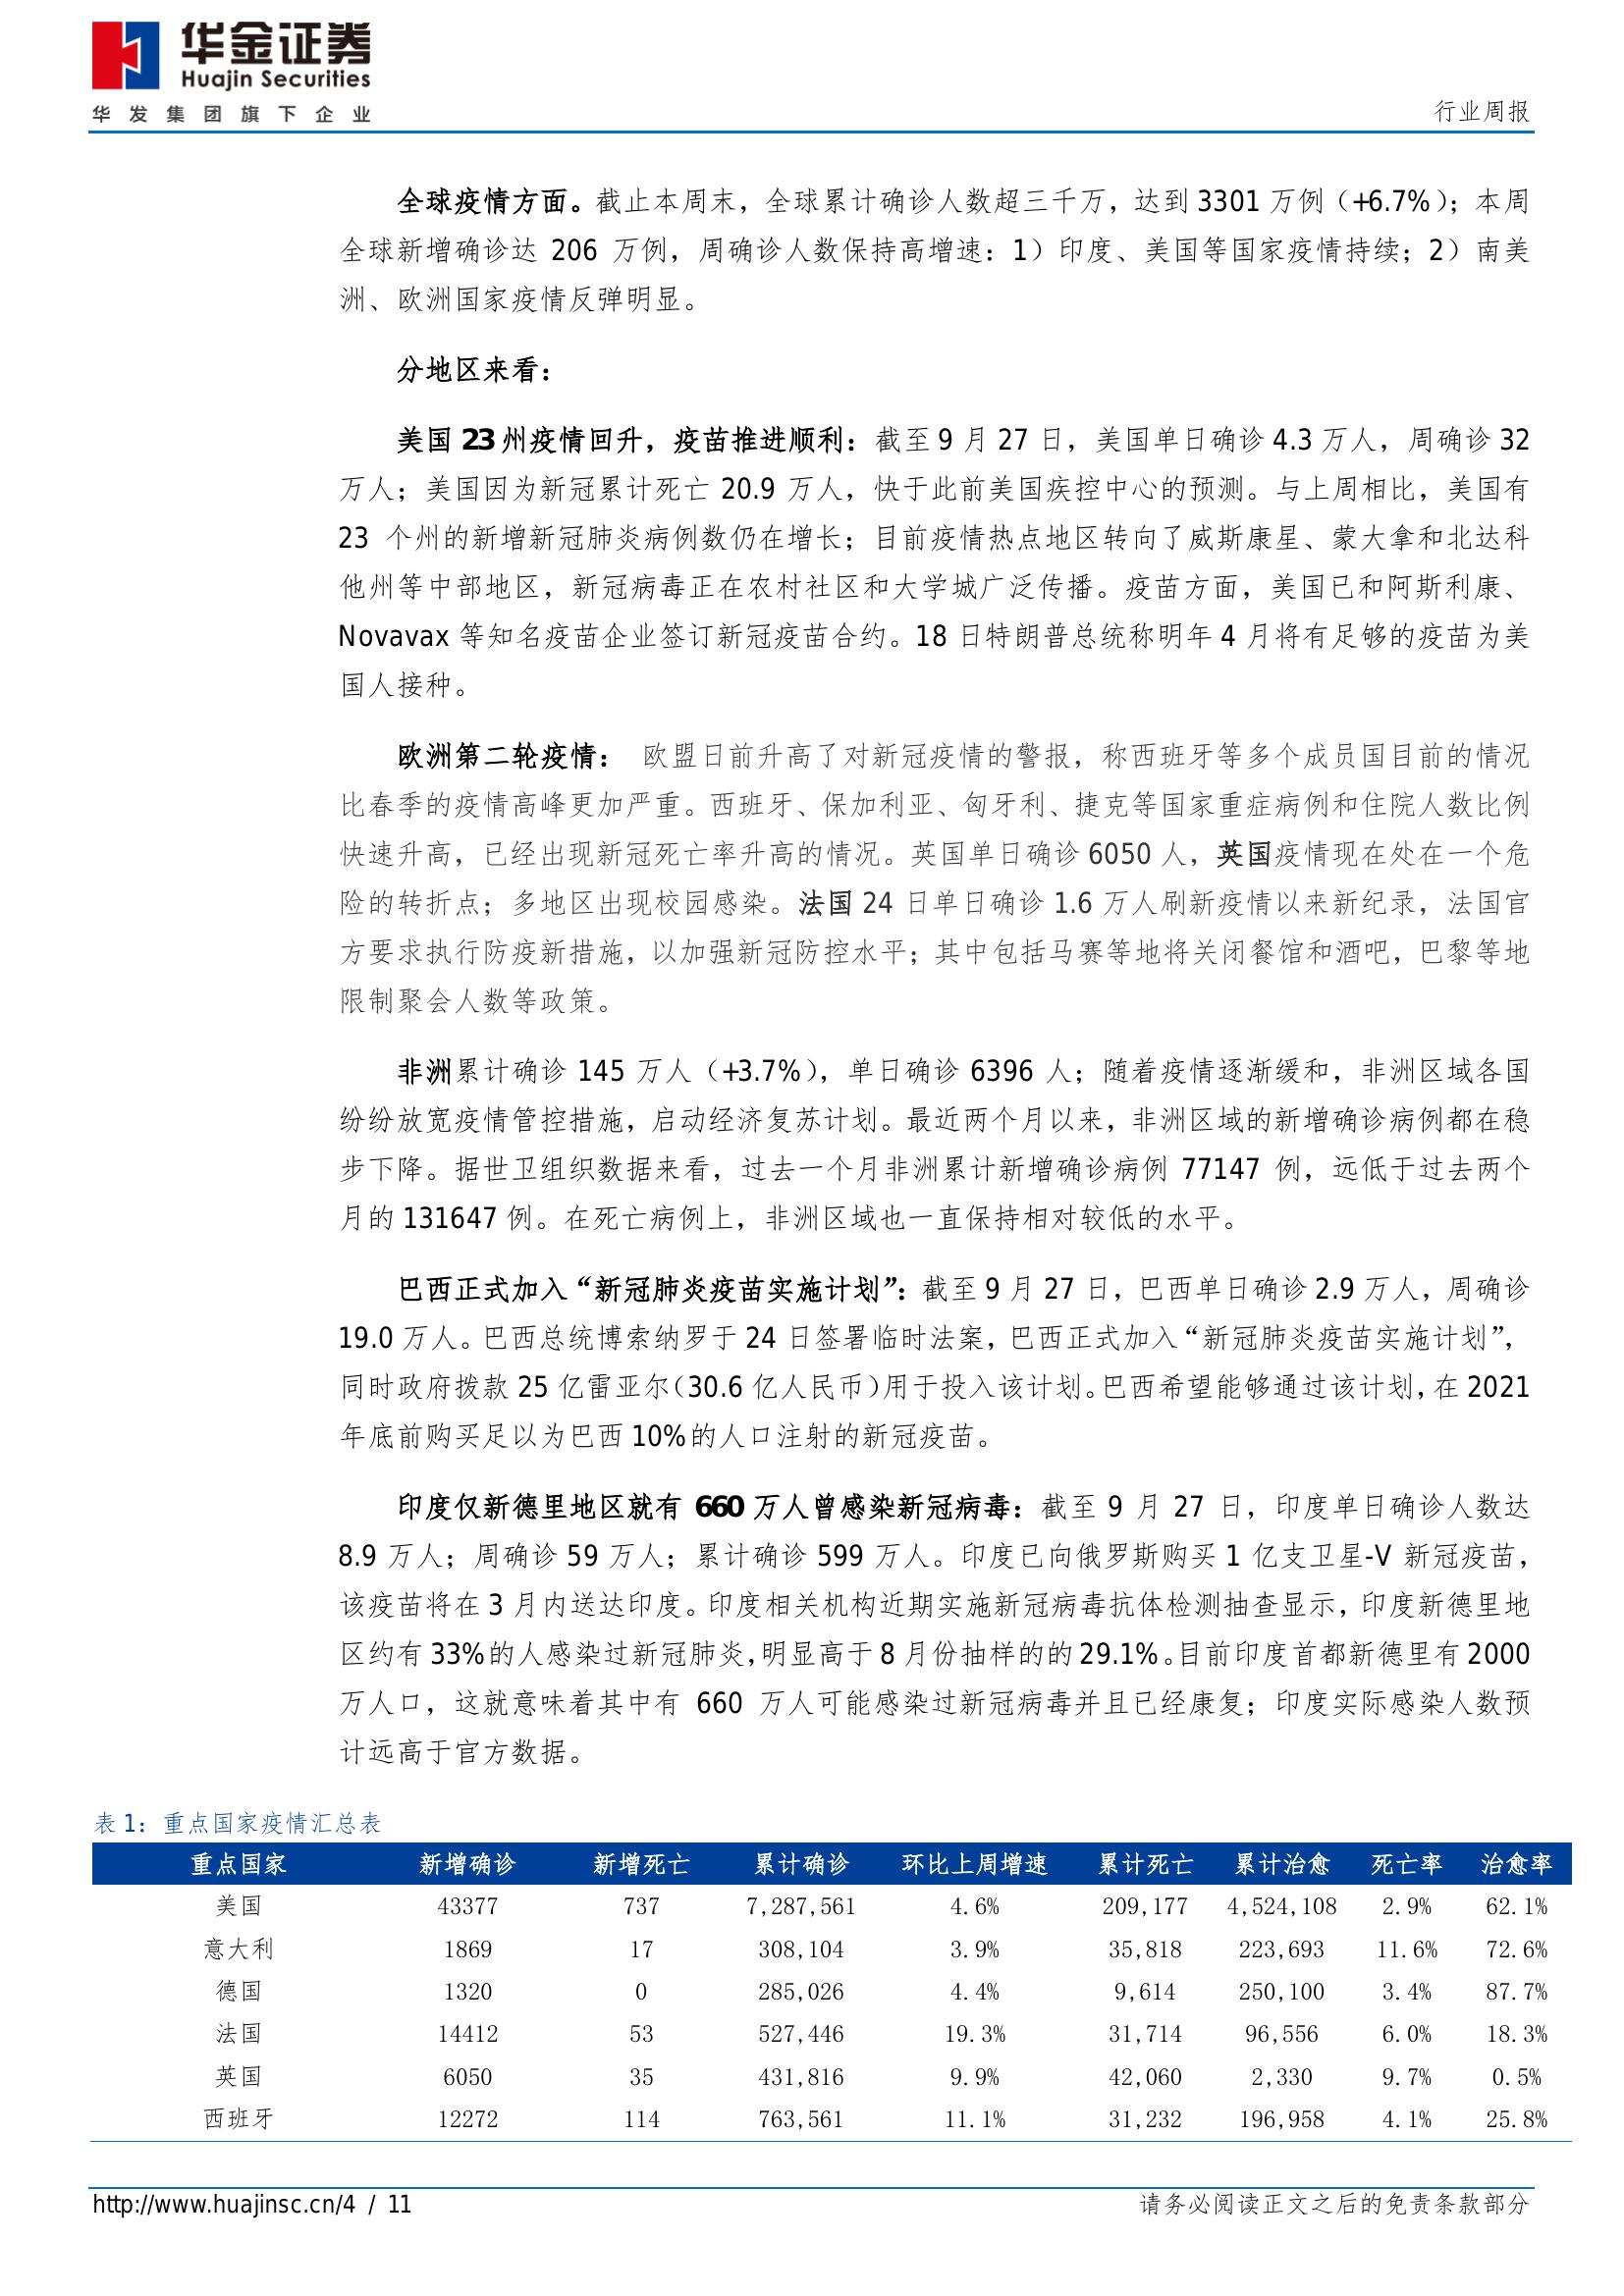 华金证券
Huajin Securities
华发集团旗下企业
行业周报
全球疫情方面。截止本周末，全球累计确诊人数超三千万，达到 3301 万例（+6.7%）；本周
全球新增确诊达 206 万例，周确诊人数保持高增速：1）印度、美国等国家疫情持续；2）南美
洲、欧洲国家疫情反弹明显。
分地区来看：
美国 23 州疫情回升，疫苗推进顺利：截至 9 月 27 日，美国单日确诊 4.3 万人，周确诊 32
万人；美国因为新冠累计死亡 20.9 万人，快于此前美国疾控中心的预测。与上周相比，美国有
23 个州的新增新冠肺炎病例数仍在增长；目前疫情热点地区转向了威斯康星、蒙大拿和北达科
他州等中部地区，新冠病毒正在农村社区和大学城广泛传播。疫苗方面，美国已和阿斯利康、
Novavax 等知名疫苗企业签订新冠疫苗合约。18 日特朗普总统称明年 4 月将有足够的疫苗为美
国人接种。
欧洲第二轮疫情： 欧盟日前升高了对新冠疫情的警报，称西班牙等多个成员国目前的情况
比春季的疫情高峰更加严重。西班牙、保加利亚、匈牙利、捷克等国家重症病例和住院人数比例
快速升高，已经出现新冠死亡率升高的情况。英国单日确诊 6050 人，英国疫情现在处在一个危
险的转折点；多地区出现校园感染。法国 24 日单日确诊 1.6 万人刷新疫情以来新纪录，法国官
方要求执行防疫新措施，以加强新冠防控水平；其中包括马赛等地将关闭餐馆和酒吧，巴黎等地
限制聚会人数等政策。
非洲累计确诊 145 万人（+3.7%），单日确诊 6396 人；随着疫情逐渐缓和，非洲区域各国
纷纷放宽疫情管控措施，启动经济复苏计划。最近两个月以来，非洲区域的新增确诊病例都在稳
步下降。据世卫组织数据来看，过去一个月非洲累计新增确诊病例 77147 例，远低于过去两个
月的 131647 例。在死亡病例上，非洲区域也一直保持相对较低的水平。
巴西正式加入“新冠肺炎疫苗实施计划”：截至 9 月 27 日，巴西单日确诊 2.9 万人，周确诊
19.0 万人。巴西总统博索纳罗于 24 日签署临时法案，巴西正式加入“新冠肺炎疫苗实施计划”，
同时政府拨款 25 亿雷亚尔（30.6 亿人民币）用于投入该计划。巴西希望能够通过该计划，在 2021
年底前购买足以为巴西 10%的人口注射的新冠疫苗。
印度仅新德里地区就有 660 万人曾感染新冠病毒：截至 9 月 27 日，印度单日确诊人数达
8.9 万人；周确诊 59 万人；累计确诊 599 万人。印度已向俄罗斯购买 1 亿支卫星-V 新冠疫苗，
该疫苗将在 3 月内送达印度。印度相关机构近期实施新冠病毒抗体检测抽查显示，印度新德里地
区约有 33%的人感染过新冠肺炎，明显高于 8 月份抽样的的 29.1%。目前印度首都新德里有 2000
万人口，这就意味着其中有 660 万人可能感染过新冠病毒并且已经康复；印度实际感染人数预
计远高于官方数据。
表 1：重点国家疫情汇总表
重点国家 新增确诊 新增死亡 累计确诊 环比上周增速 累计死亡 累计治愈 死亡率 治愈率
美国 43377 737 7,287,561 4.6% 209,177 4,524,108 2.9% 62.1%
意大利 1869 17 308,104 3.9% 35,818 223,693 11.6% 72.6%
德国 1320 0 285,026 4.4% 9,614 250,100 3.4% 87.7%
法国 14412 53 527,446 19.3% 31,714 96,556 6.0% 18.3%
英国 6050 35 431,816 9.9% 42,060 2,330 9.7% 0.5%
西班牙 12272 114 763,561 11.1% 31,232 196,958 4.1% 25.8%
http://www.huajinsc.cn/4 / 11
请务必阅读正文之后的免责条款部分